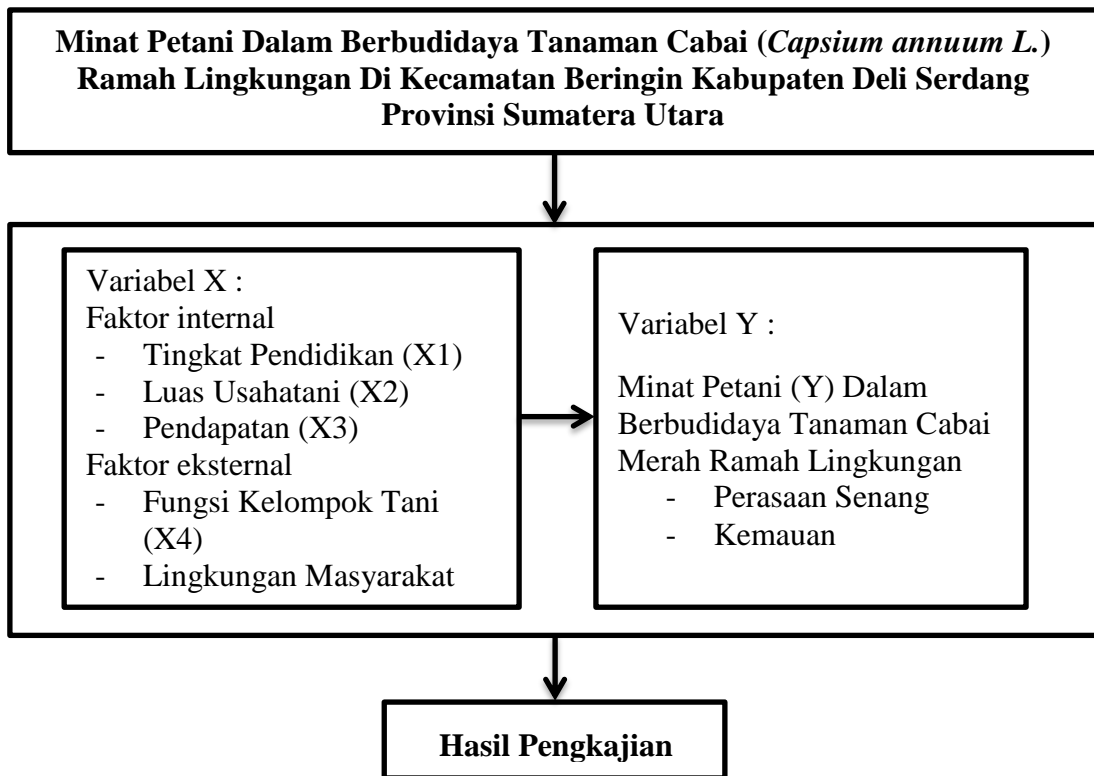 Minat Petani Dalam Berbudidaya Tanaman Cabai (Capsium annuum L.)
Ramah Lingkungan Di Kecamatan Beringin Kabupaten Deli Serdang
Provinsi Sumatera Utara
Variabel X :
Faktor internal
- Tingkat Pendidikan (X1)
- Luas Usahatani (X2)
- Pendapatan (X3)
Faktor eksternal
- Fungsi Kelompok Tani
(X4)
- Lingkungan Masyarakat
Variabel Y :
Minat Petani (Y) Dalam
Berbudidaya Tanaman Cabai
Merah Ramah Lingkungan
- Perasaan Senang
- Kemauan
Hasil Pengkajian